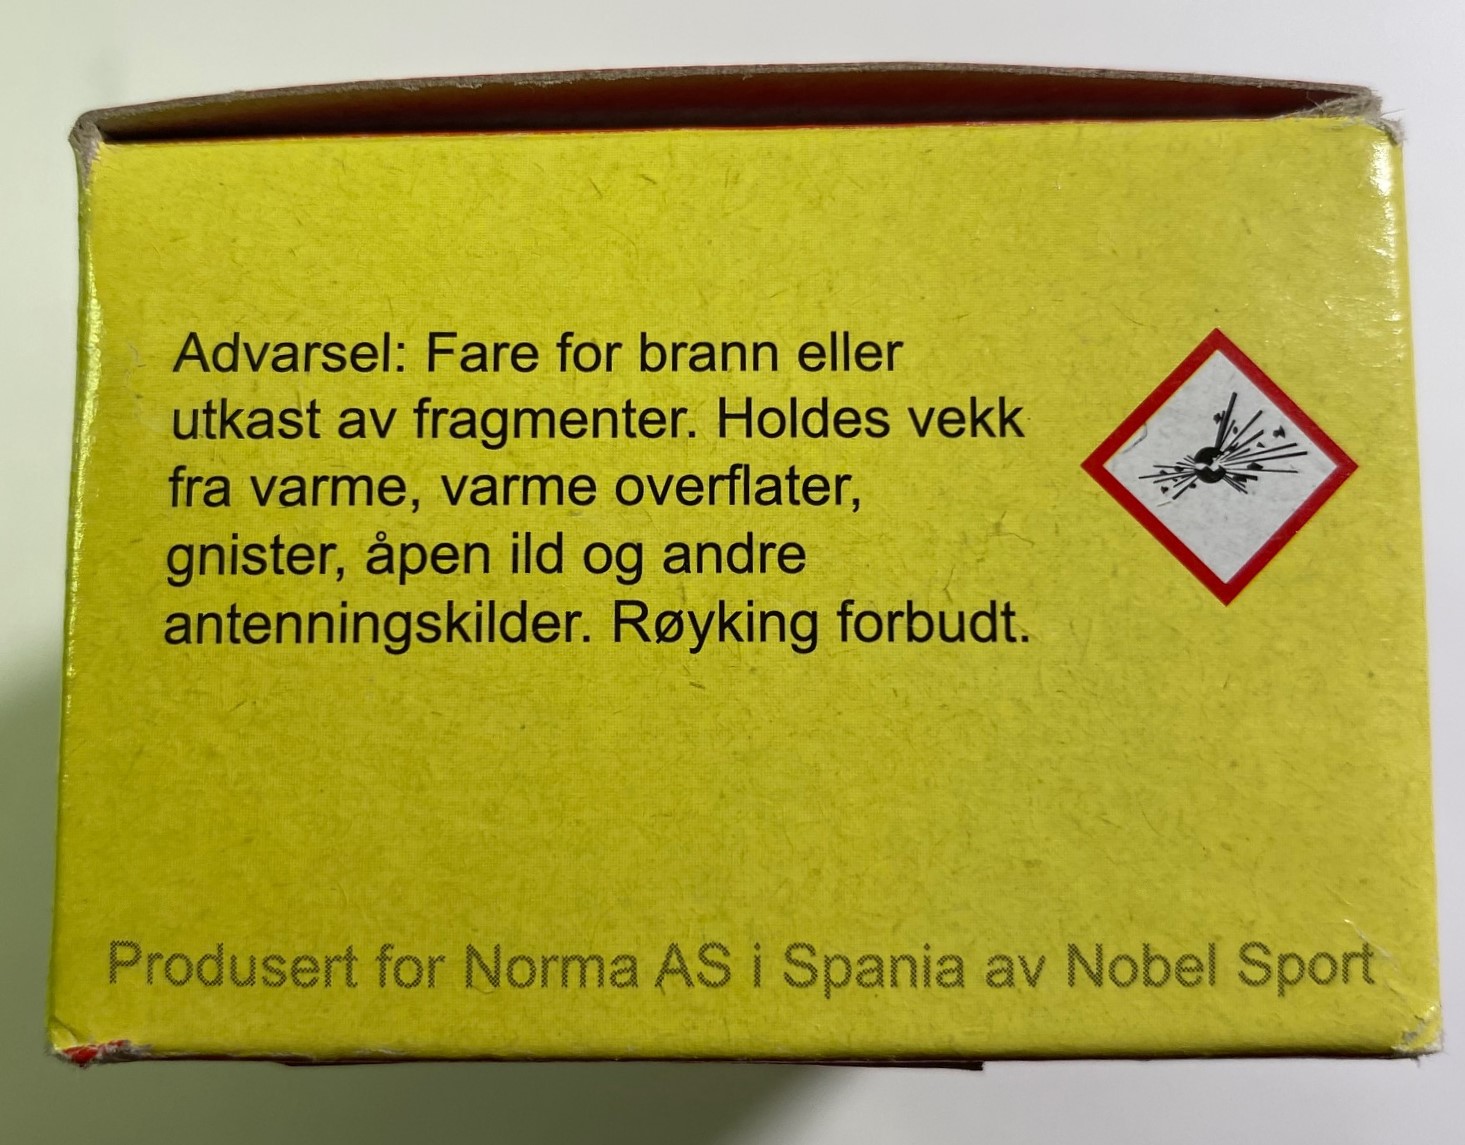 Advarsel: Fare for brann eller
utkast av fragmenter. Holdes vekk
fra varme, varme overflater,
gnister, åpen ild og andre
antenningskilder. Røyking forbudt.
Produsert for Norma AS i Spania av Nobel Sport